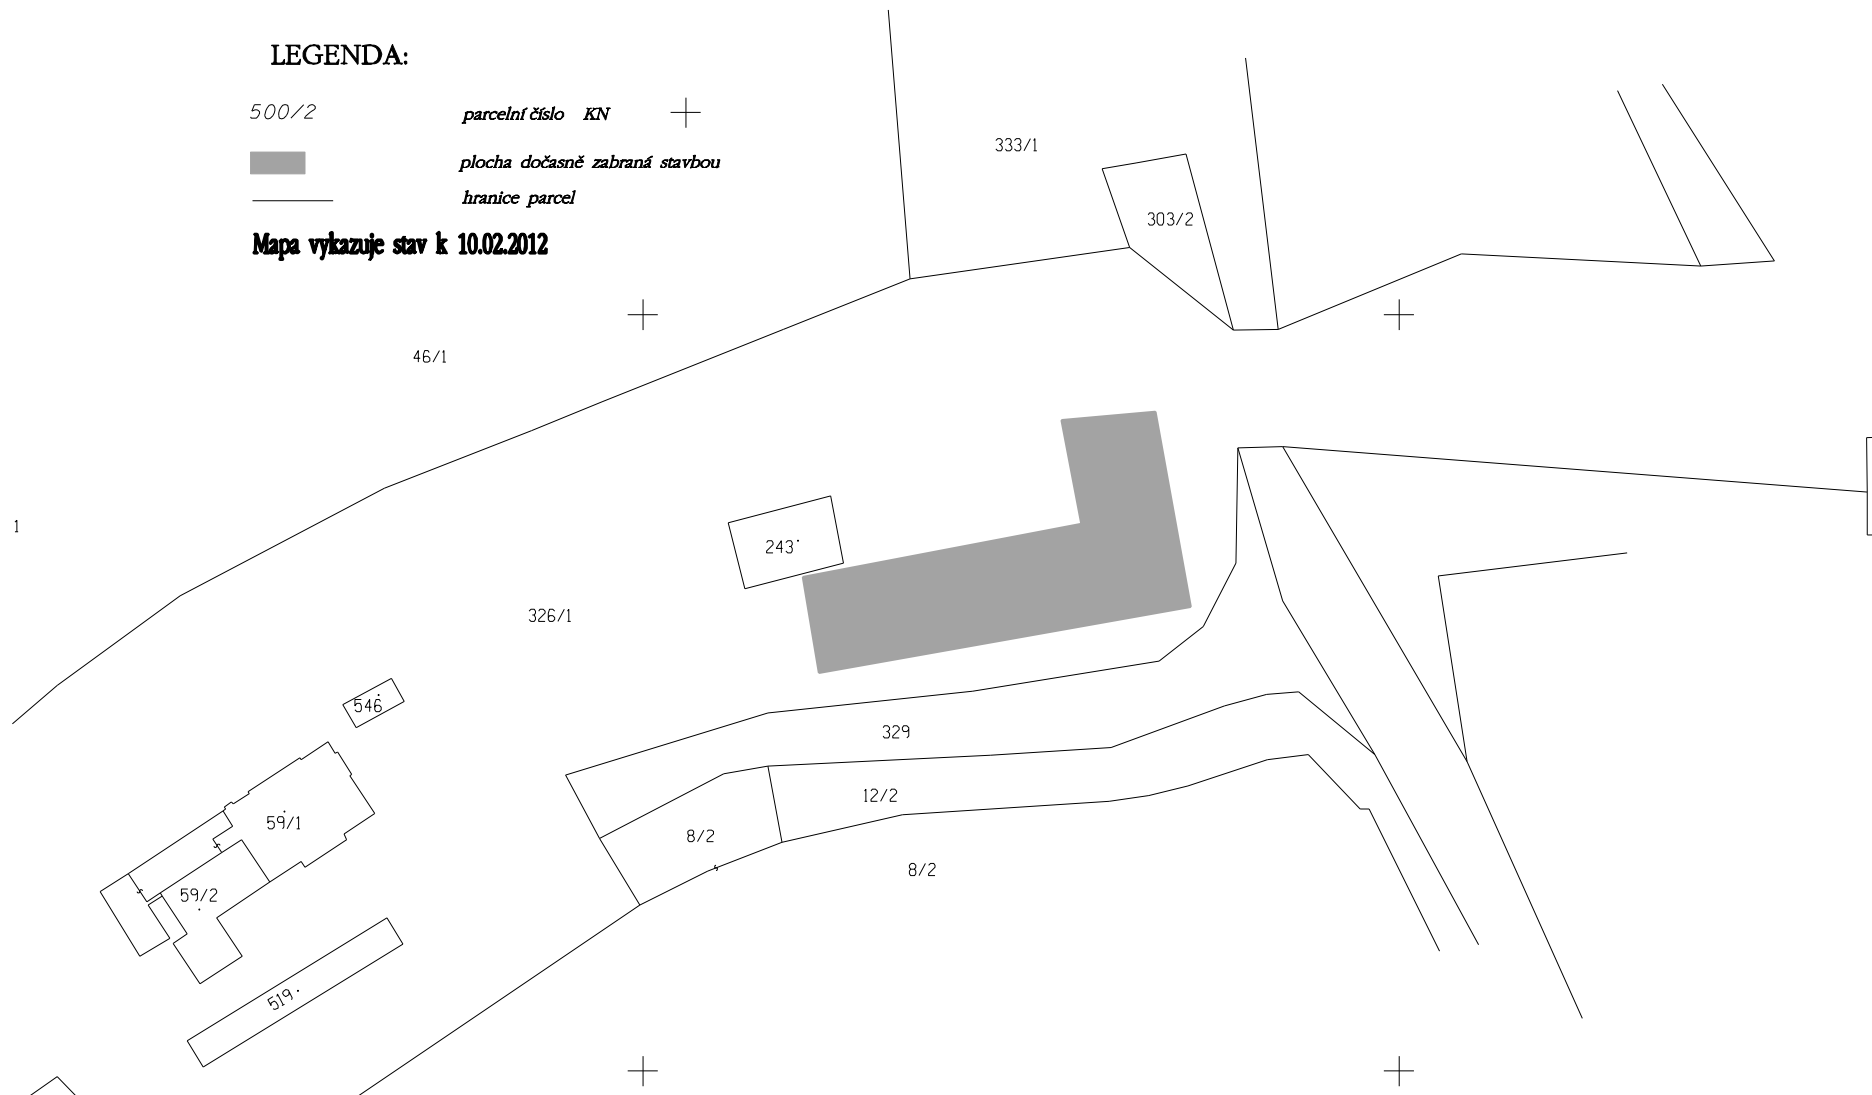 LEGENDA:
500/2 parcelní číslo KN
plocha dočasně zabraná stavbou
hranice parcel
Mapa vykazuje stav k 10.02.2012
333/1
303/2
46/1
1
243
326/1
546
329
12/2
59/1
8/2
8/2
59/2
519